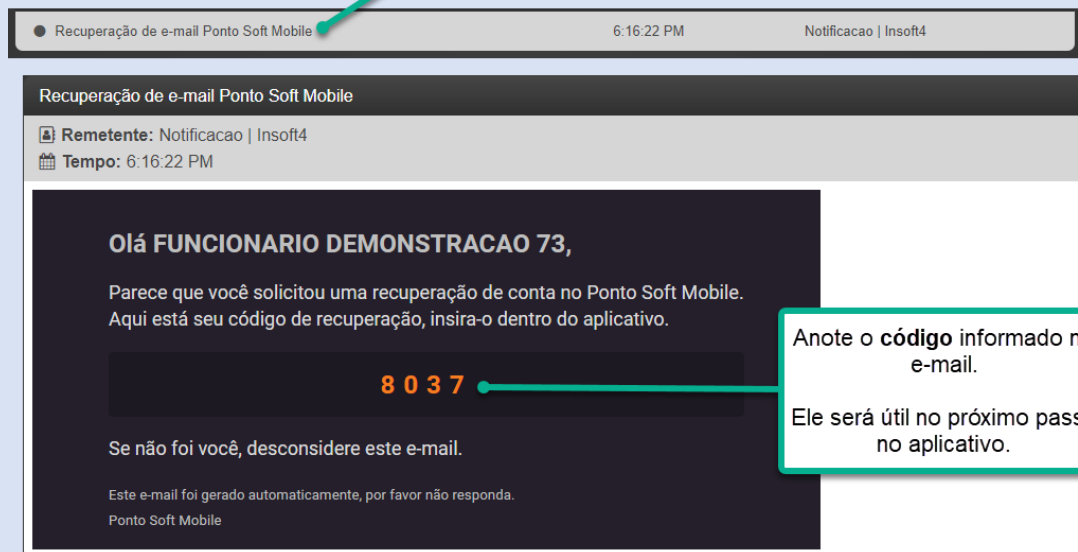 Recuperação de e-mail Ponto Soft Mobile 6:16:22 PM Notificacao | Insoft4
Recuperação de e-mail Ponto Soft Mobile
Remetente: Notificacao | Insoft4
Tempo: 6:16:22 PM
Olá FUNCIONARIO DEMONSTRACAO 73,
Parece que você solicitou uma recuperação de conta no Ponto Soft Mobile.
Aqui está seu código de recuperação, insira-o dentro do aplicativo.
8037
Se não foi você, desconsidere este e-mail.
Este e-mail foi gerado automaticamente, por favor não responda.
Ponto Soft Mobile
Anote o código informado
e-mail.
Ele será útil no próximo
no aplicativo.